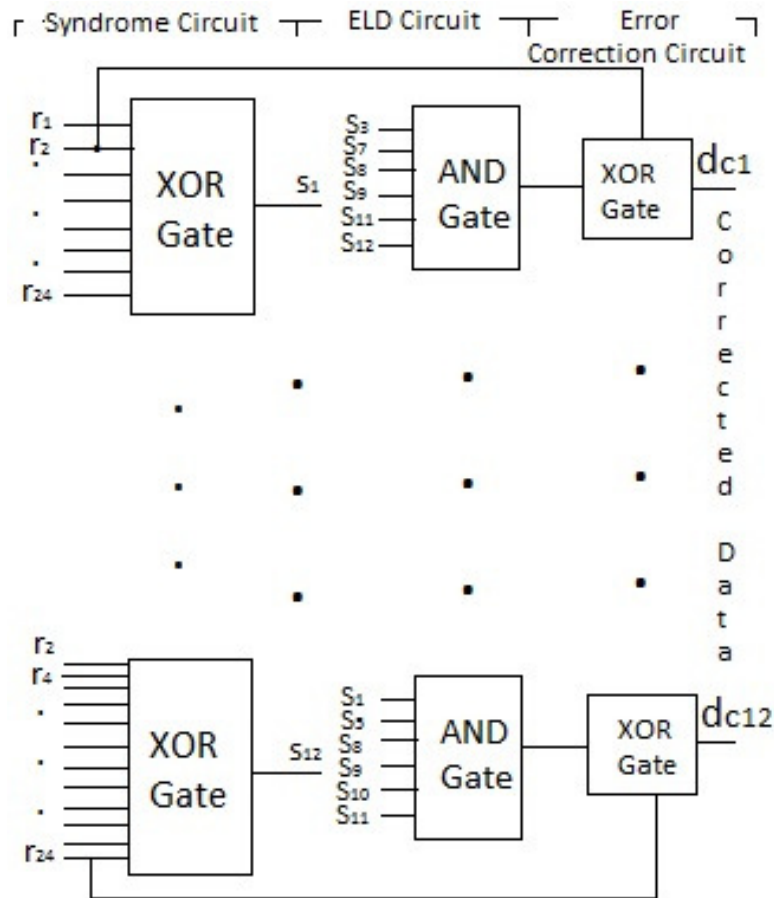 Syndrome Circuit
ELD Circuit
Error
Correction Circuit
r1
r2
r24
XOR
Gate
S1
S3
S7
S8
S9
S11
S12
AND
Gate
XOR
Gate
dc1
Corrected Data
r2
r4
r24
XOR
Gate
S12
S1
S5
S8
S9
S10
S11
AND
Gate
XOR
Gate
dc12